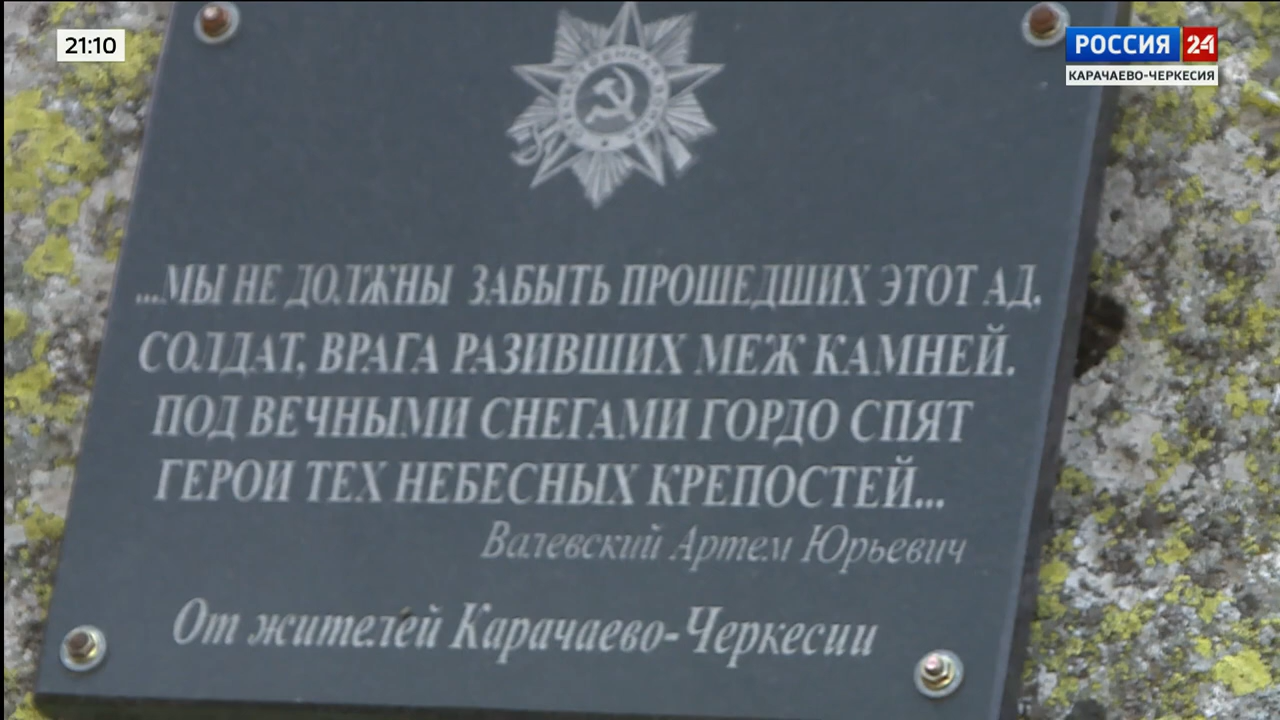 21:10
РОССИЯ 24
КАРАЧАЕВО-ЧЕРКЕСИЯ
...МЫ НЕ ДОЛЖНЫ ЗАБЫТЬ ПРОШЕДШИХ ЭТОТ АД,
СОЛДАТ, ВРАГА РАЗИВШИХ МЕЖ КАМНЕЙ.
ПОД ВЕЧНЫМИ СНЕГАМИ ГОРДО СПЯТ
ГЕРОИ ТЕХ НЕБЕСНЫХ КРЕПОСТЕЙ...
Валевский Артем Юрьевич
От жителей Карачаево-Черкесии